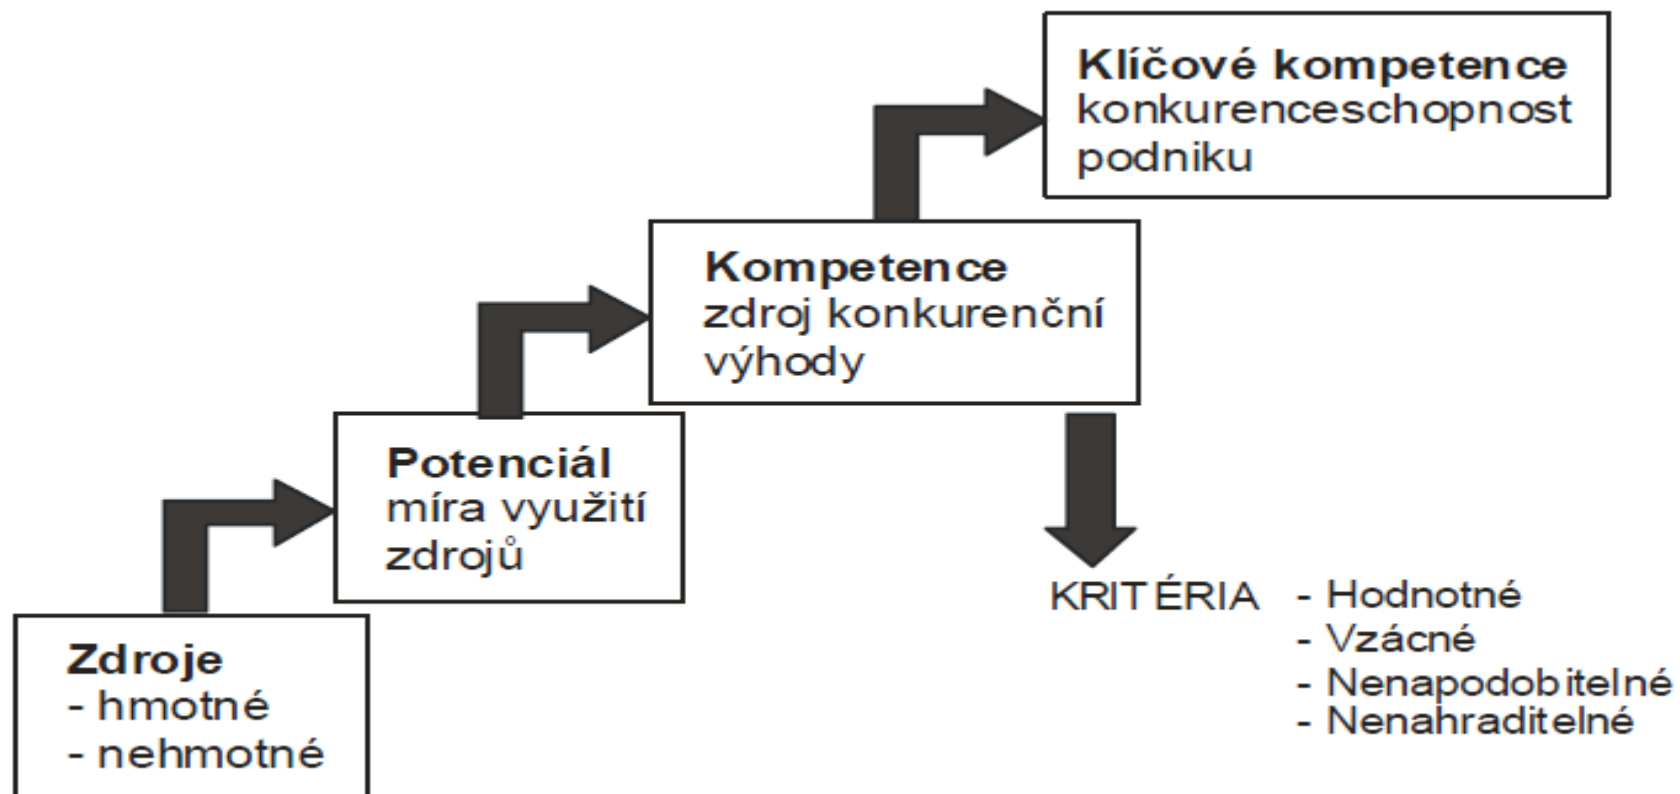 Klíčové kompetence
konkurenceschopnost
podniku
Kompetence
zdroj konkurenční
výhody
Potenciál
míra využití
zdrojů
Zdroje
- hmotné
- nehmotné
KRITÉRIA - Hodnotné
- Vzácné
- Nenapodobitelné
- Nenahraditelné